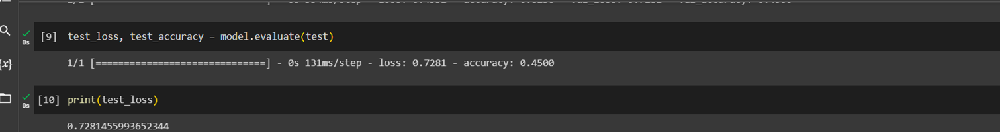 [9] test_loss, test_accuracy = model.evaluate(test)
0s
1/1 [==============================] - 0s 131ms/step - loss: 0.7281 - accuracy: 0.4500
{x}
[10] print(test_loss)
0s
0.7281455993652344